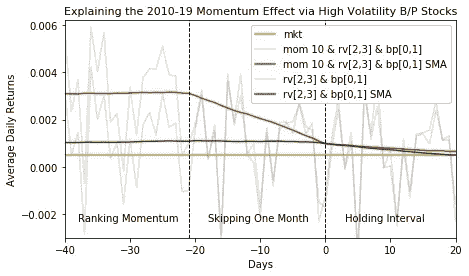 Explaining the 2010-19 Momentum Effect via High Volatility B/P Stocks
0.006
0.004
0.002
0.000
−0.002
Average Daily Returns
mkt
mom 10 & rv[2,3] & bp[0,1]
mom 10 & rv[2,3] & bp[0,1] SMA
rv[2,3] & bp[0,1]
rv[2,3] & bp[0,1] SMA
Ranking Momentum
Skipping One Month
Holding Interval
−40
−30
−20
−10
0
10
20
Days